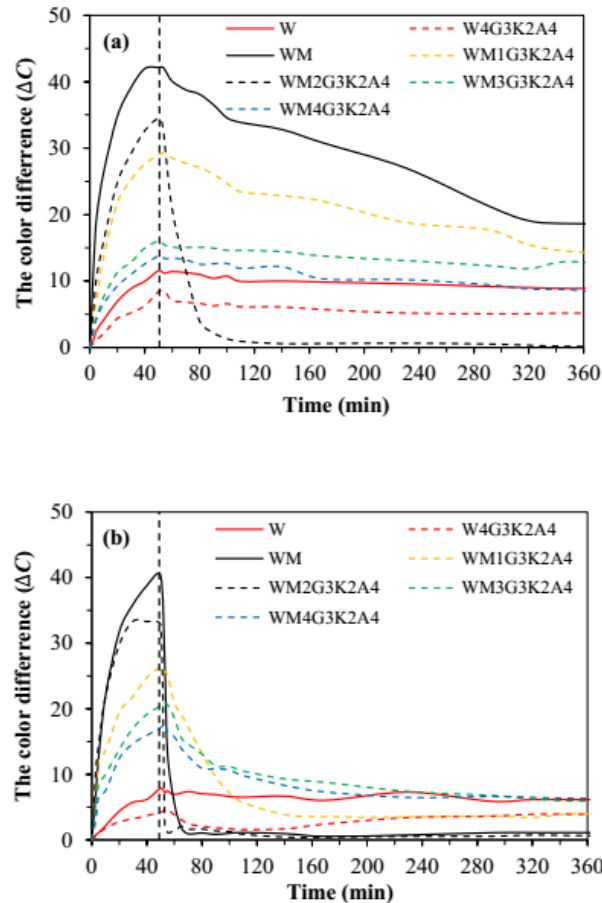 (a)
W
W4G3K2A4
WM
WM1G3K2A4
WM2G3K2A4
WM3G3K2A4
WM4G3K2A4
The color differrence (ΔC)
50
40
30
20
10
0
0 40 80 120 160 200 240 280 320 360
Time (min)
(b)
W
W4G3K2A4
WM
WM1G3K2A4
WM2G3K2A4
WM3G3K2A4
WM4G3K2A4
The color differrence (ΔC)
50
40
30
20
10
0
0 40 80 120 160 200 240 280 320 360
Time (min)